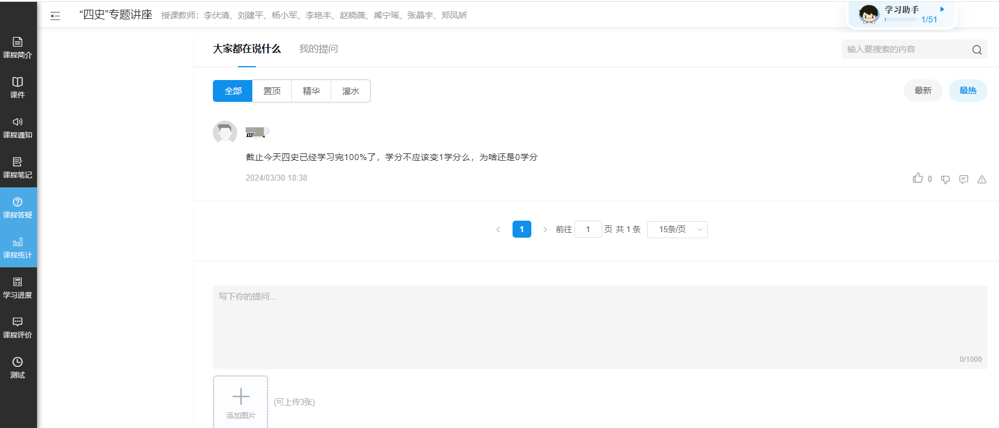 “四史”专题讲座 授课教师：李伏清、刘建平、杨小军、李艳丰、赵晓薇、禹宁瑶、张晶宇、郑凤娇
学习助手
1/51
课程简介
课件
课程通知
课程笔记
课程答疑
课程统计
学习进度
课程评价
测试
大家都在说什么 我的提问
输入要搜索的内容
全部 置顶 精华 灌水
最新 最热
截止今天四史已经学习完100%了，学分不应该变1学分么，为啥还是0学分
2024/03/30 18:38
0
1 前往 1 页 共 1 条 15条/页
写下你的提问...
0/1000
添加图片
(可上传3张)